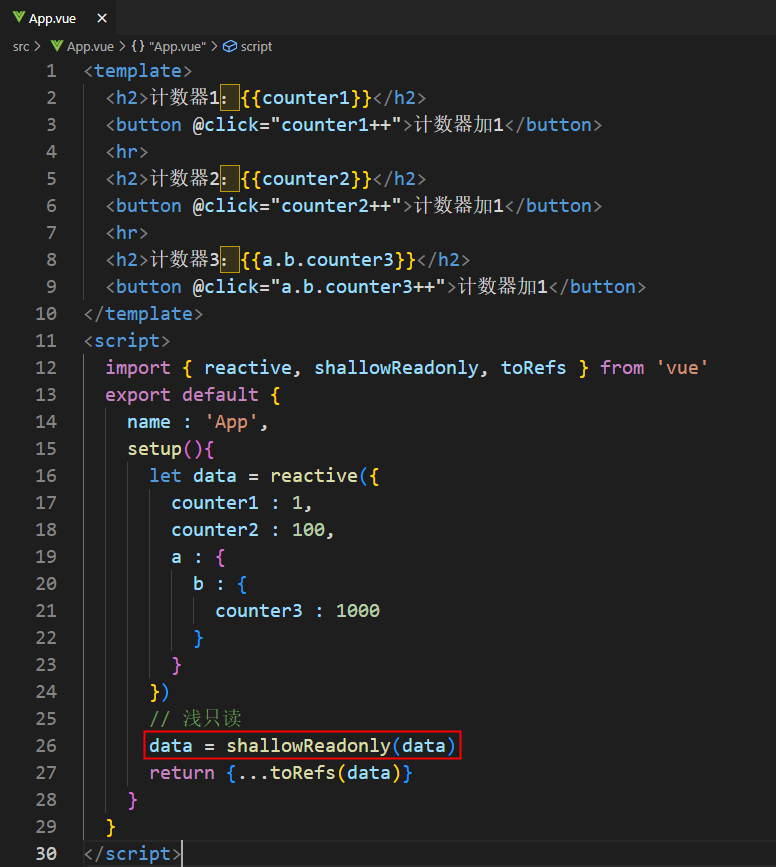 App.vue
src > App.vue > {} "App.vue" > script
1 <template>
2   <h2>计数器1：{{counter1}}</h2>
3   <button @click="counter1++">计数器加1</button>
4   <hr>
5   <h2>计数器2：{{counter2}}</h2>
6   <button @click="counter2++">计数器加1</button>
7   <hr>
8   <h2>计数器3：{{a.b.counter3}}</h2>
9   <button @click="a.b.counter3++">计数器加1</button>
10 </template>
11 <script>
12   import { reactive, shallowReadonly, toRefs } from 'vue'
13   export default {
14     name : 'App',
15     setup(){
16       let data = reactive({
17         counter1 : 1,
18         counter2 : 100,
19         a : {
20           b : {
21             counter3 : 1000
22           }
23         }
24       })
25       // 浅只读
26       data = shallowReadonly(data)
27       return {...toRefs(data)}
28     }
29   }
30 </script>